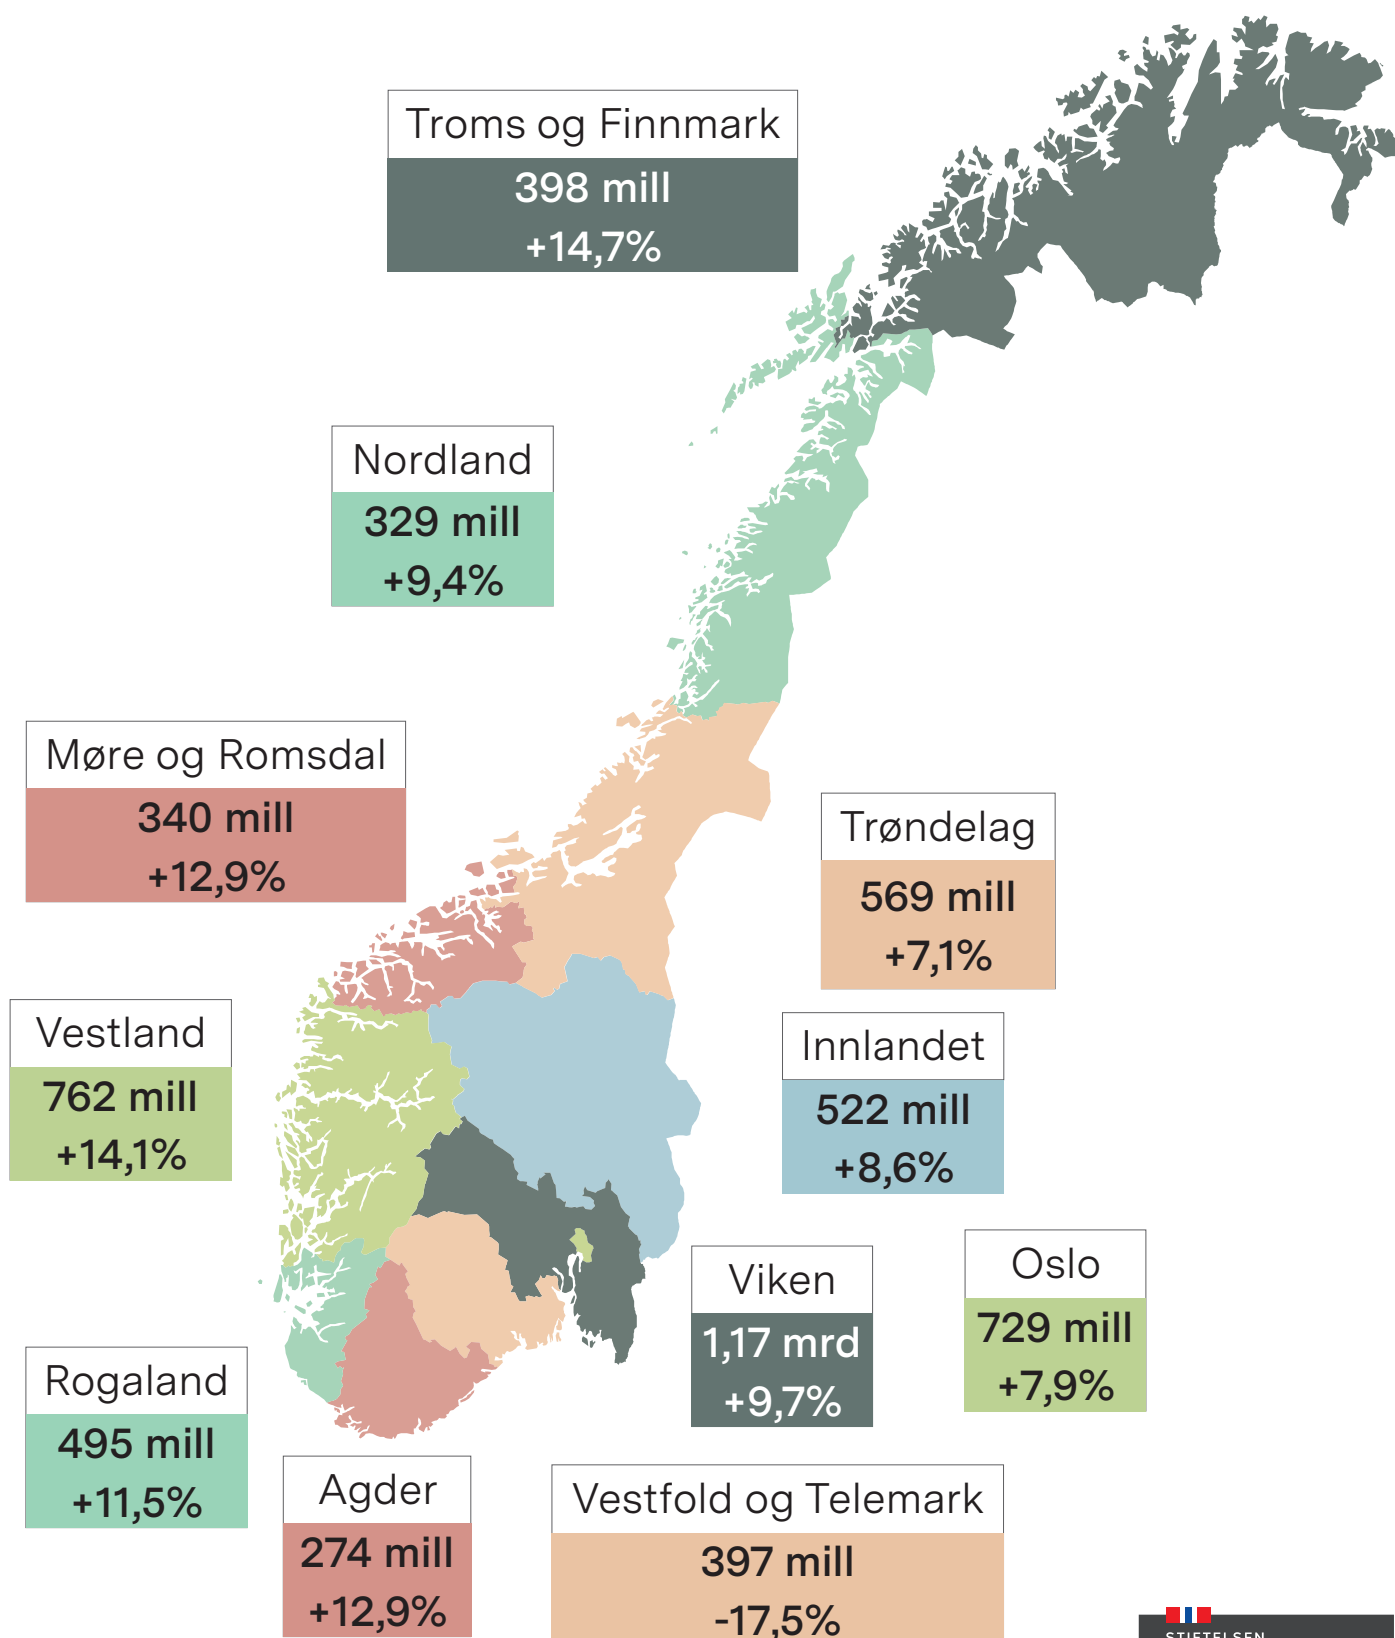 Troms og Finnmark
398 mill
+14,7%
Nordland
329 mill
+9,4%
Møre og Romsdal
340 mill
+12,9%
Trøndelag
569 mill
+7,1%
Vestland
762 mill
+14,1%
Innlandet
522 mill
+8,6%
Viken
1,17 mrd
+9,7%
Oslo
729 mill
+7,9%
Rogaland
495 mill
+11,5%
Agder
274 mill
+12,9%
Vestfold og Telemark
397 mill
-17,5%
STIFTELSEN